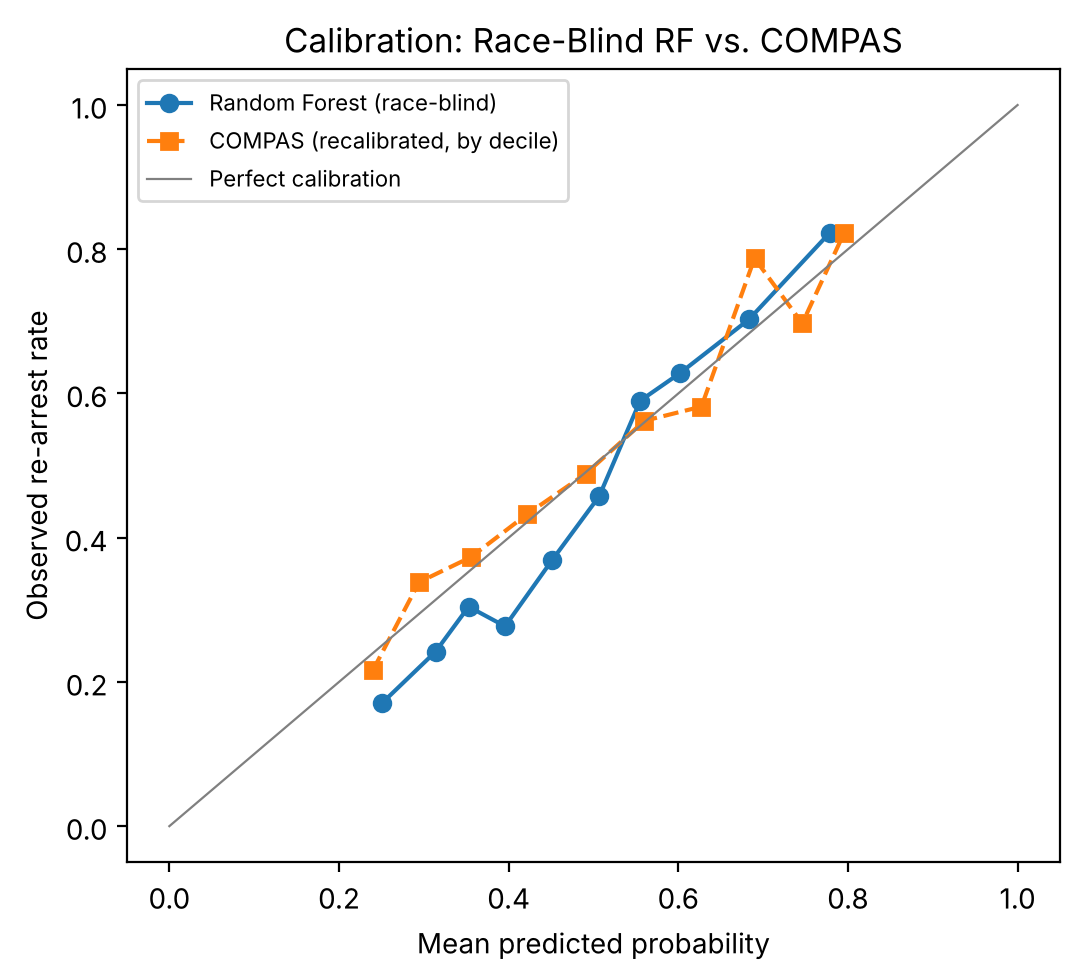 Calibration: Race-Blind RF vs. COMPAS
Random Forest (race-blind)
COMPAS (recalibrated, by decile)
Perfect calibration
Observed re-arrest rate
1.0
0.8
0.6
0.4
0.2
0.0
0.0 0.2 0.4 0.6 0.8 1.0
Mean predicted probability